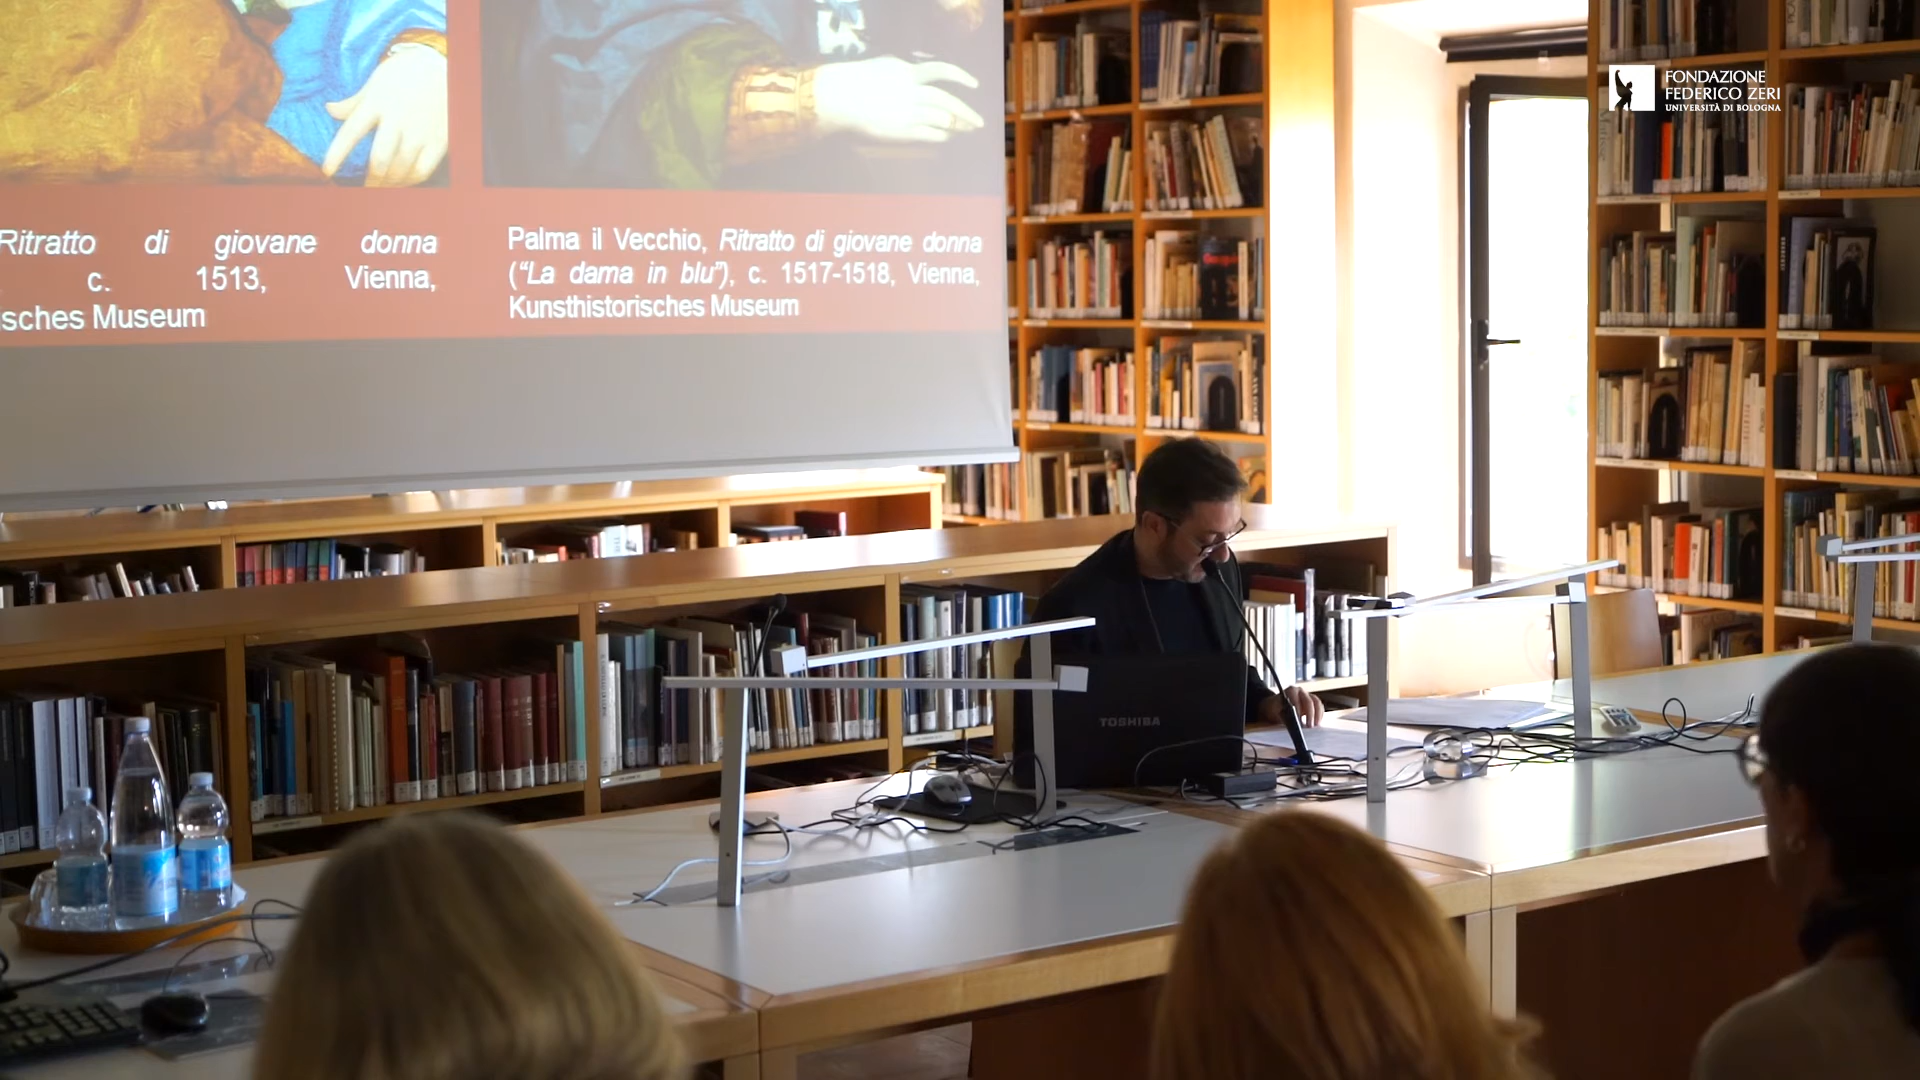 FONDAZIONE
FEDERICO ZERI
UNIVERSITÀ DI BOLOGNA
Ritratto di giovane donna
c. 1513, Vienna,
isches Museum
Palma il Vecchio, Ritratto di giovane donna
(“La dama in blu”), c. 1517-1518, Vienna,
Kunsthistorisches Museum
TOSHIBA